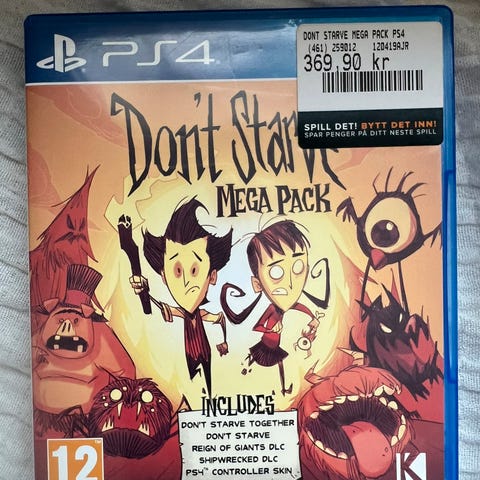 PS4
DONT STARVE MEGA PACK PS4
(461) 259012 120419AJR
369,90 kr
SPILL DET! BYTT DET INN!
SPAR PENGER PÅ DITT NESTE SPILL
Don't Starve
MEGA PACK
INCLUDES
DON'T STARVE TOGETHER
DON'T STARVE
REIGN OF GIANTS DLC
SHIPWRECKED DLC
PS4™ CONTROLLER SKIN
12
K